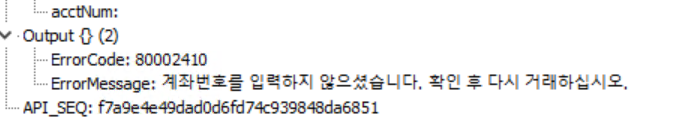 acctNum:
Output {} (2)
ErrorCode: 80002410
ErrorMessage: 계좌번호를 입력하지 않으셨습니다. 확인 후 다시 거래하십시오.
API_SEQ: f7a9e4e49dad0d6fd74c939848da6851